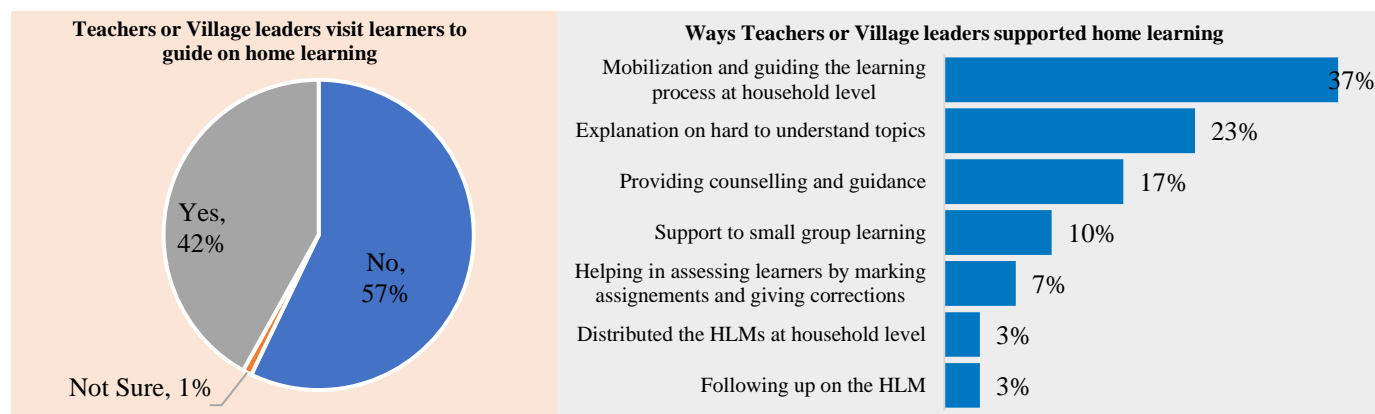 Teachers or Village leaders visit learners to
guide on home learning
Yes,
42%
No,
57%
Not Sure, 1%
Ways Teachers or Village leaders supported home learning
Mobilization and guiding the learning
process at household level
37%
Explanation on hard to understand topics
23%
Providing counselling and guidance
17%
Support to small group learning
10%
Helping in assessing learners by marking
assignements and giving corrections
7%
Distributed the HLMs at household level
3%
Following up on the HLM
3%